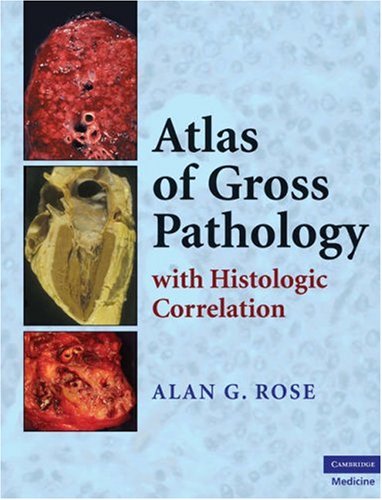 Atlas
of Gross
Pathology
with Histologic
Correlation
ALAN G. ROSE
CAMBRIDGE
Medicine